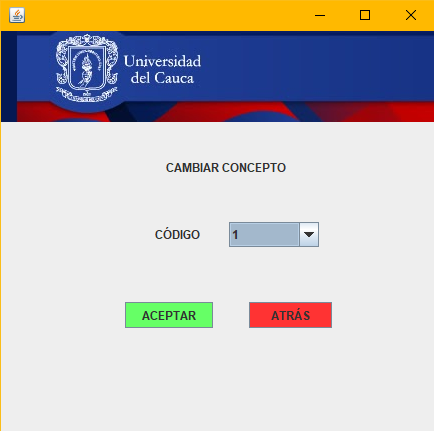 Universidad
del Cauca
CAMBIAR CONCEPTO
CÓDIGO 1
ACEPTAR ATRÁS